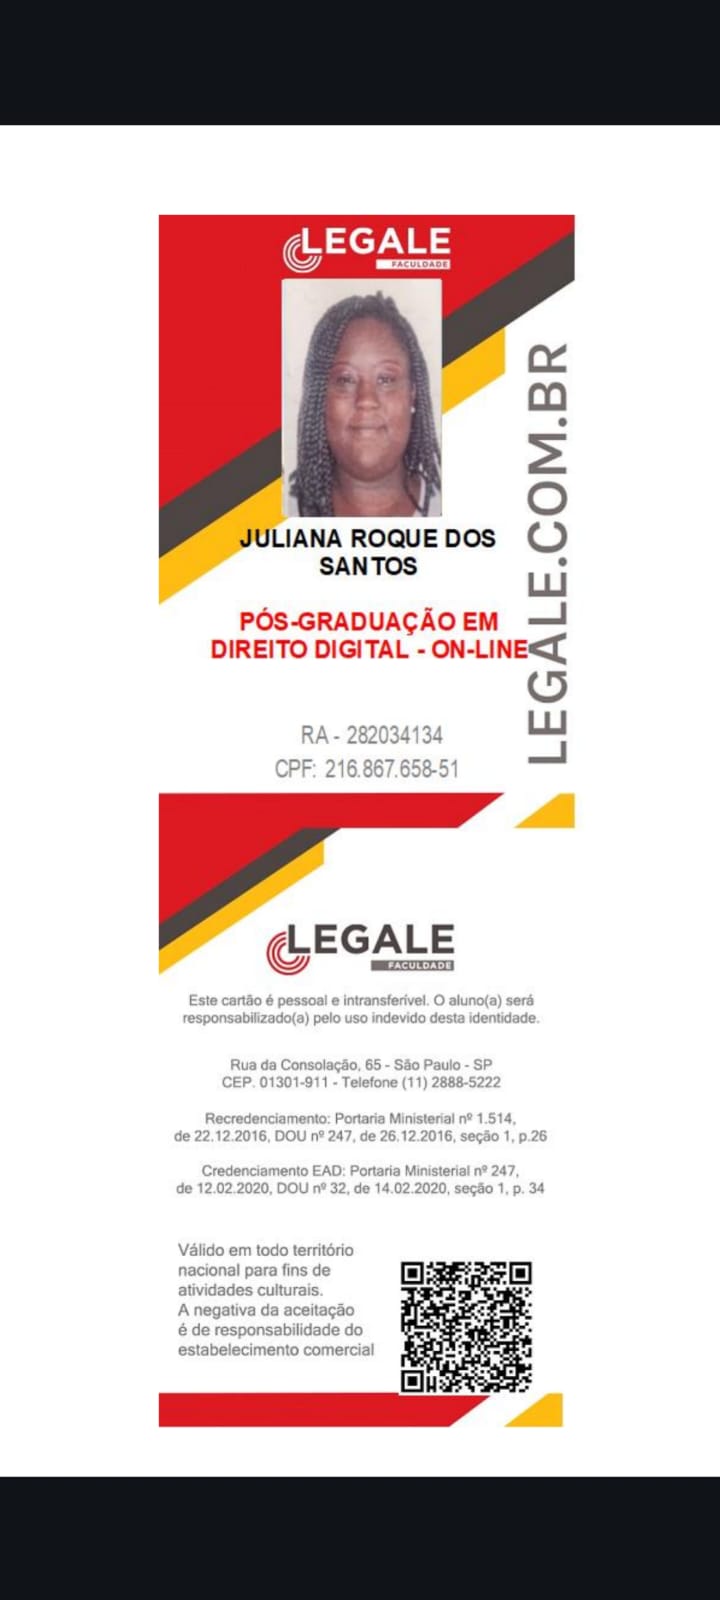 LEGALE
FACULDADE
LEGALE.COM.BR
JULIANA ROQUE DOS
SANTOS
PÓS-GRADUAÇÃO EM
DIREITO DIGITAL - ON-LINE
RA - 282034134
CPF: 216.867.658-51
LEGALE
FACULDADE
Este cartão é pessoal e intransferível. O aluno(a) será
responsabilizado(a) pelo uso indevido desta identidade.
Rua da Consolação, 65 - São Paulo - SP
CEP. 01301-911 - Telefone (11) 2888-5222
Recredenciamento: Portaria Ministerial nº 1.514,
de 22.12.2016, DOU nº 247, de 26.12.2016, seção 1, p.26
Credenciamento EAD: Portaria Ministerial nº 247,
de 12.02.2020, DOU nº 32, de 14.02.2020, seção 1, p. 34
Válido em todo território
nacional para fins de
atividades culturais.
A negativa da aceitação
é de responsabilidade do
estabelecimento comercial